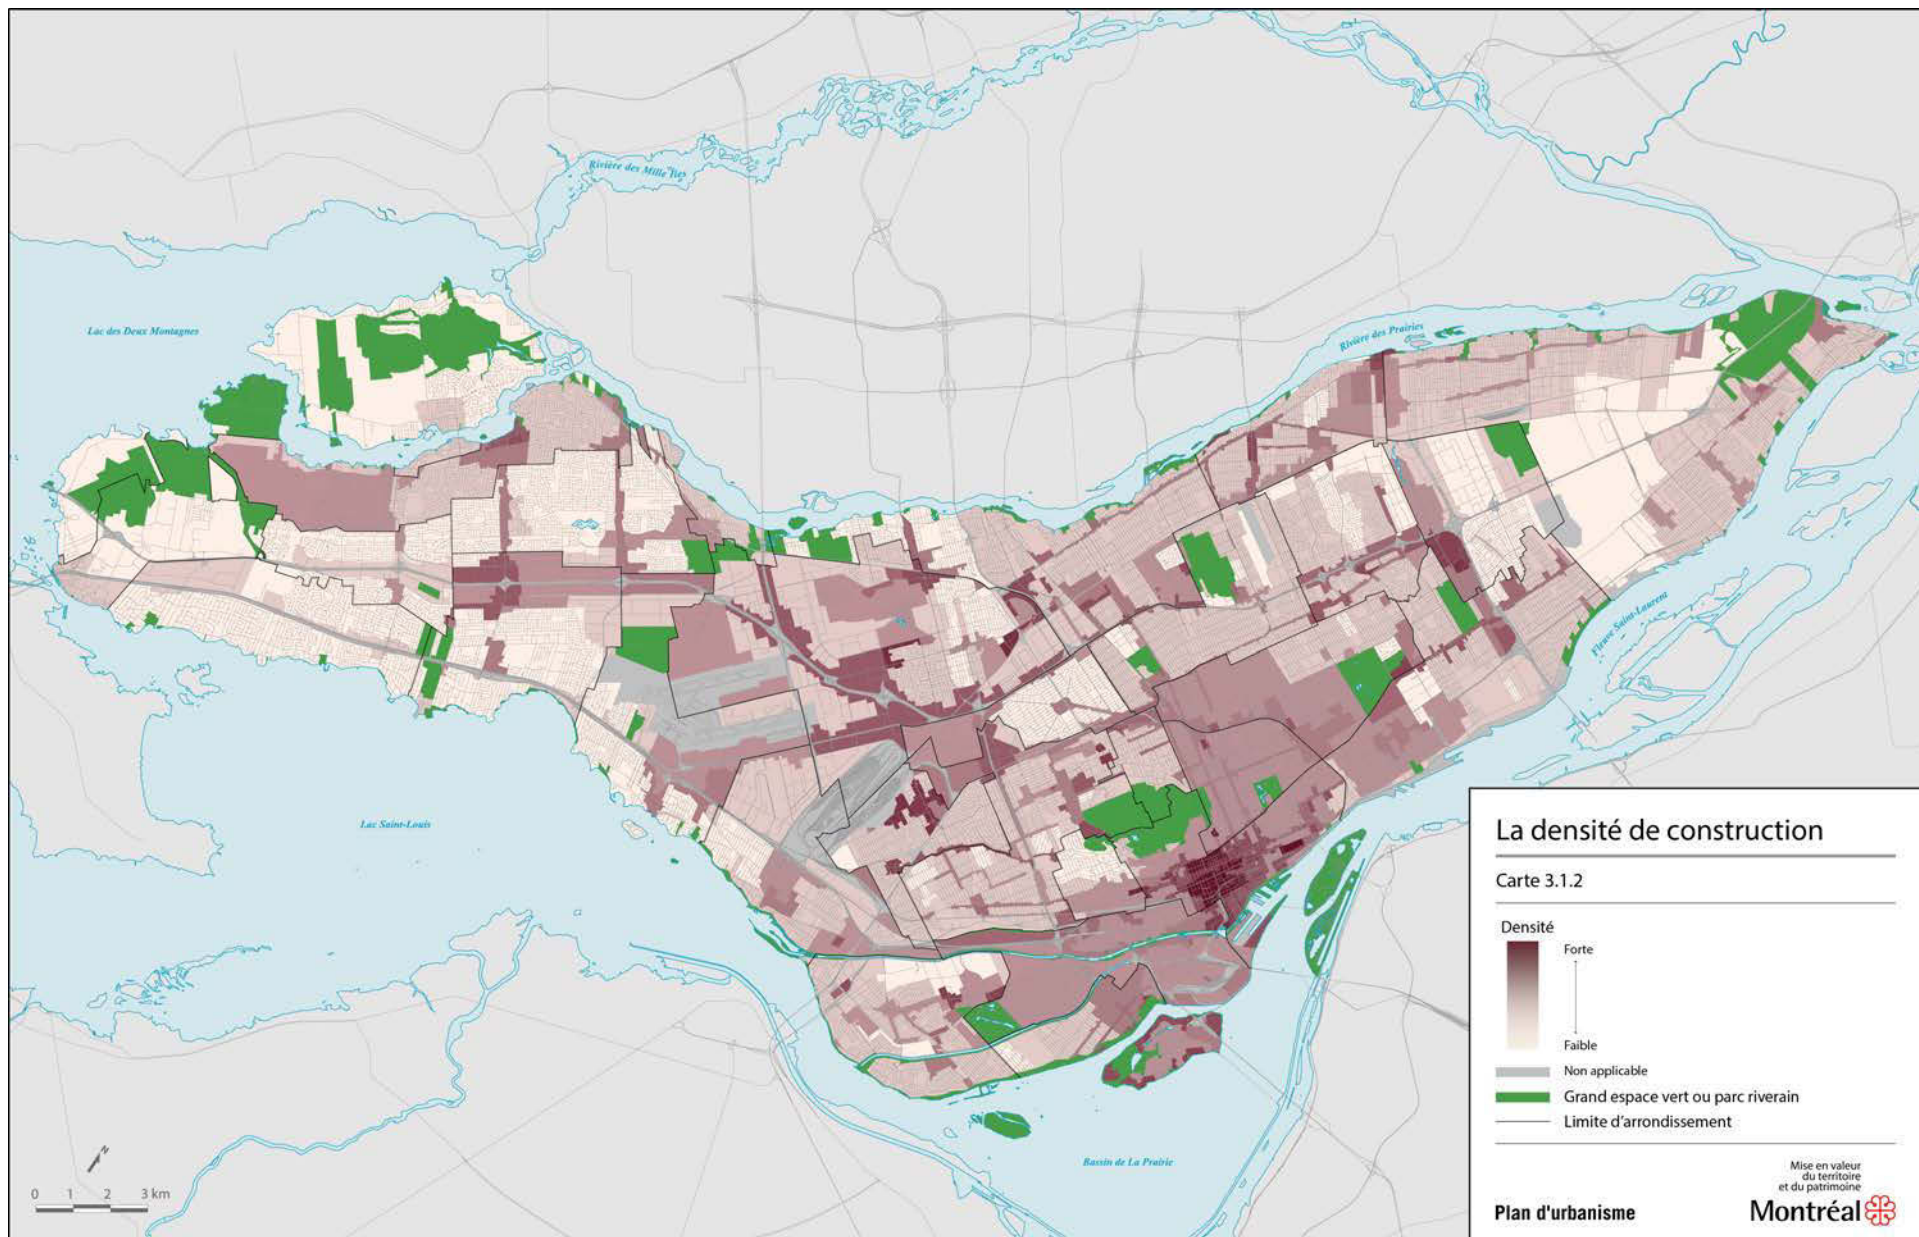 Rivière des Mille Îles
Lac des Deux Montagnes
Rivière des Prairies
Fleuve Saint-Laurent
Lac Saint-Louis
Bassin de La Prairie
N
0 1 2 3 km
La densité de construction
Carte 3.1.2
Densité
Forte
Faible
Non applicable
Grand espace vert ou parc riverain
Limite d'arrondissement
Mise en valeur
du territoire
et du patrimoine
Plan d'urbanisme
Montréal